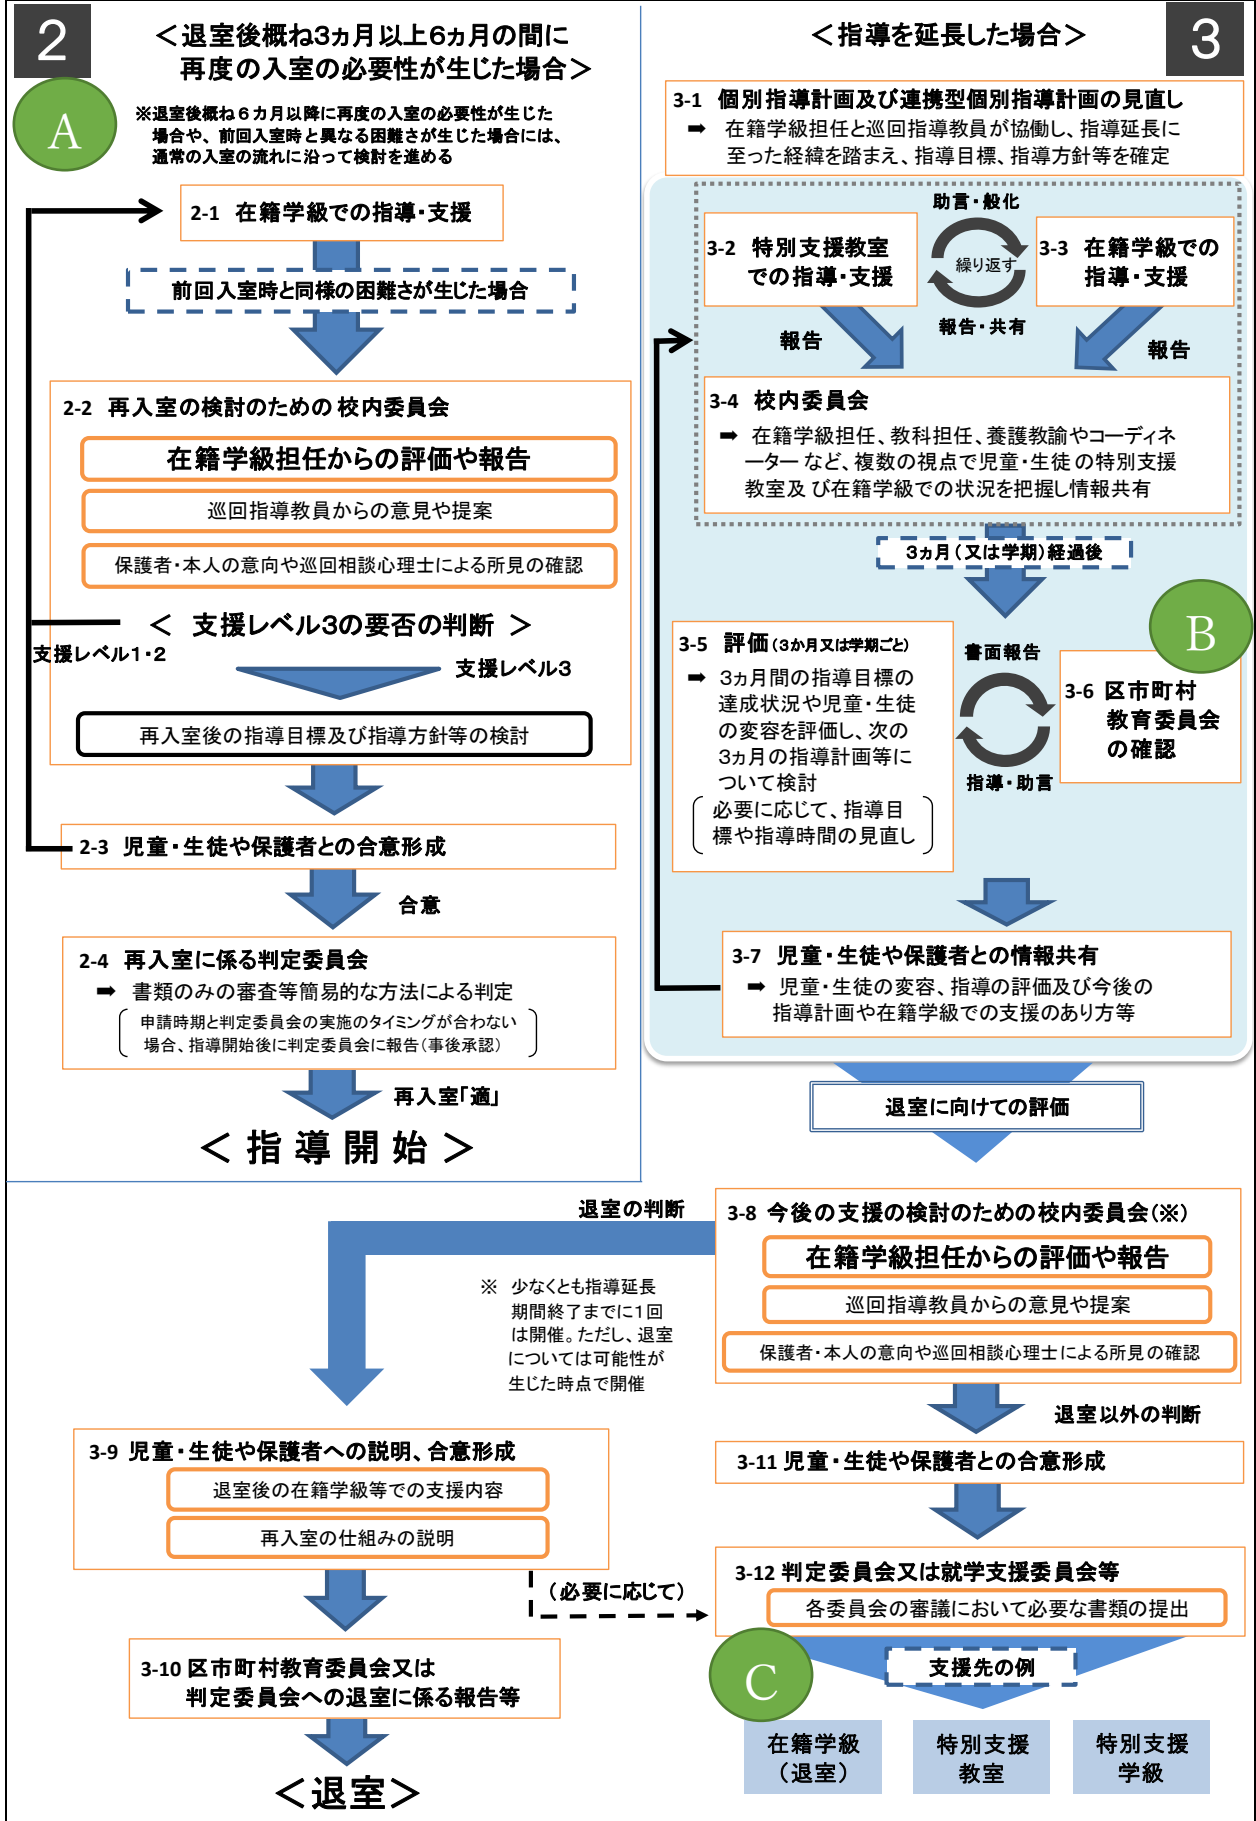 2
＜退室後概ね3ヵ月以上6ヵ月の間に
再度の入室の必要性が生じた場合＞
A
※退室後概ね６カ月以降に再度の入室の必要性が生じた
場合や、前回入室時と異なる困難さが生じた場合には、
通常の入室の流れに沿って検討を進める
2-1 在籍学級での指導・支援
前回入室時と同様の困難さが生じた場合
2-2 再入室の検討のための校内委員会
在籍学級担任からの評価や報告
巡回指導教員からの意見や提案
保護者・本人の意向や巡回相談心理士による所見の確認
＜ 支援レベル3の要否の判断 ＞
支援レベル1・2
支援レベル3
再入室後の指導目標及び指導方針等の検討
2-3 児童・生徒や保護者との合意形成
合意
2-4 再入室に係る判定委員会
➡ 書類のみの審査等簡易的な方法による判定
申請時期と判定委員会の実施のタイミングが合わない
場合、指導開始後に判定委員会に報告（事後承認）
再入室「適」
＜ 指 導 開 始 ＞
＜指導を延長した場合＞
3
3-1 個別指導計画及び連携型個別指導計画の見直し
➡ 在籍学級担任と巡回指導教員が協働し、指導延長に
至った経緯を踏まえ、指導目標、指導方針等を確定
助言・般化
3-2 特別支援教室
での指導・支援
繰り返す
3-3 在籍学級での
指導・支援
報告・共有
報告
報告
3-4 校内委員会
➡ 在籍学級担任、教科担任、養護教諭やコーディネ
ーターなど、複数の視点で児童・生徒の特別支援
教室及び在籍学級での状況を把握し情報共有
3ヵ月（又は学期）経過後
B
3-5 評価（3か月又は学期ごと）
➡ 3ヵ月間の指導目標の
達成状況や児童・生徒
の変容を評価し、次の
3ヵ月の指導計画等に
ついて検討
必要に応じて、指導目
標や指導時間の見直し
書面報告
指導・助言
3-6 区市町村
教育委員会
の確認
3-7 児童・生徒や保護者との情報共有
➡ 児童・生徒の変容、指導の評価及び今後の
指導計画や在籍学級での支援のあり方等
退室に向けての評価
3-8 今後の支援の検討のための校内委員会（※）
在籍学級担任からの評価や報告
巡回指導教員からの意見や提案
保護者・本人の意向や巡回相談心理士による所見の確認
退室の判断
※ 少なくとも指導延長
期間終了までに1回
は開催。ただし、退室
については可能性が
生じた時点で開催
退室以外の判断
3-9 児童・生徒や保護者への説明、合意形成
退室後の在籍学級等での支援内容
再入室の仕組みの説明
（必要に応じて）
3-10 区市町村教育委員会又は
判定委員会への退室に係る報告等
＜退室＞
3-11 児童・生徒や保護者との合意形成
3-12 判定委員会又は就学支援委員会等
各委員会の審議において必要な書類の提出
C
支援先の例
在籍学級
（退室）
特別支援
教室
特別支援
学級